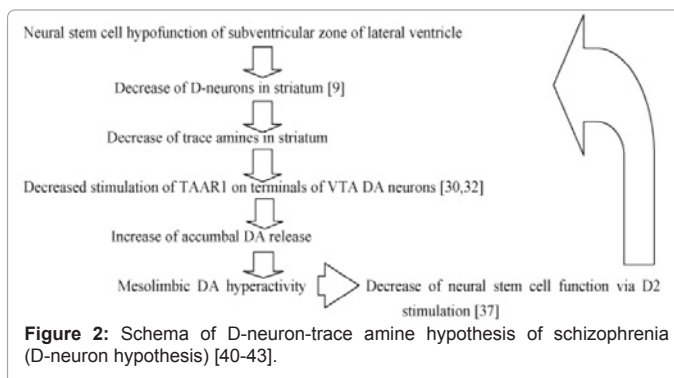 Neural stem cell hypofunction of subventricular zone of lateral ventricle
Decrease of D-neurons in striatum [9]
Decrease of trace amines in striatum
Decreased stimulation of TAAR1 on terminals of VTA DA neurons [30,32]
Increase of accumbal DA release
Mesolimbic DA hyperactivity
Decrease of neural stem cell function via D2
stimulation [37]
Figure 2: Schema of D-neuron-trace amine hypothesis of schizophrenia
(D-neuron hypothesis) [40-43].